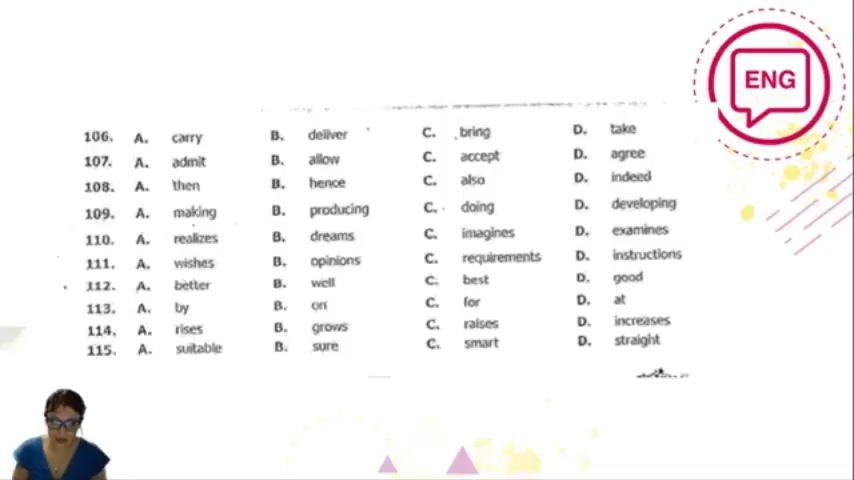 ENG
106. A. carry B. deliver C. bring D. take
107. A. admit B. allow C. accept D. agree
108. A. then B. hence C. also D. indeed
109. A. making B. producing C. doing D. developing
110. A. realizes B. dreams C. imagines D. examines
111. A. wishes B. opinions C. requirements D. instructions
112. A. better B. well C. best D. good
113. A. by B. on C. for D. at
114. A. rises B. grows C. raises D. increases
115. A. suitable B. sure C. smart D. straight